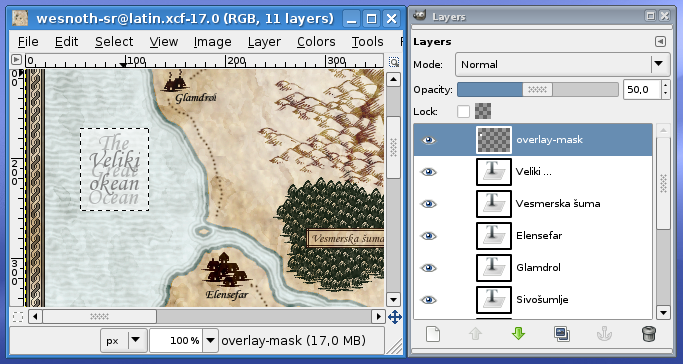 wesnoth-sr@latin.xcf-17.0 (RGB, 11 layers)
File Edit View Image Layer Colors Tools
0 100 200 300
Glamdrol
The
Veliki
Great
okean
Ocean
200
Vesmerska šuma
300
Elensefar
px 100 % overlay-mask (17,0 MB)
Layers
Layers
Mode: Normal
Opacity: 50,0
Lock:
overlay-mask
Veliki ...
Vesmerska šuma
Elensefar
Glamdrol
Sivošumlje